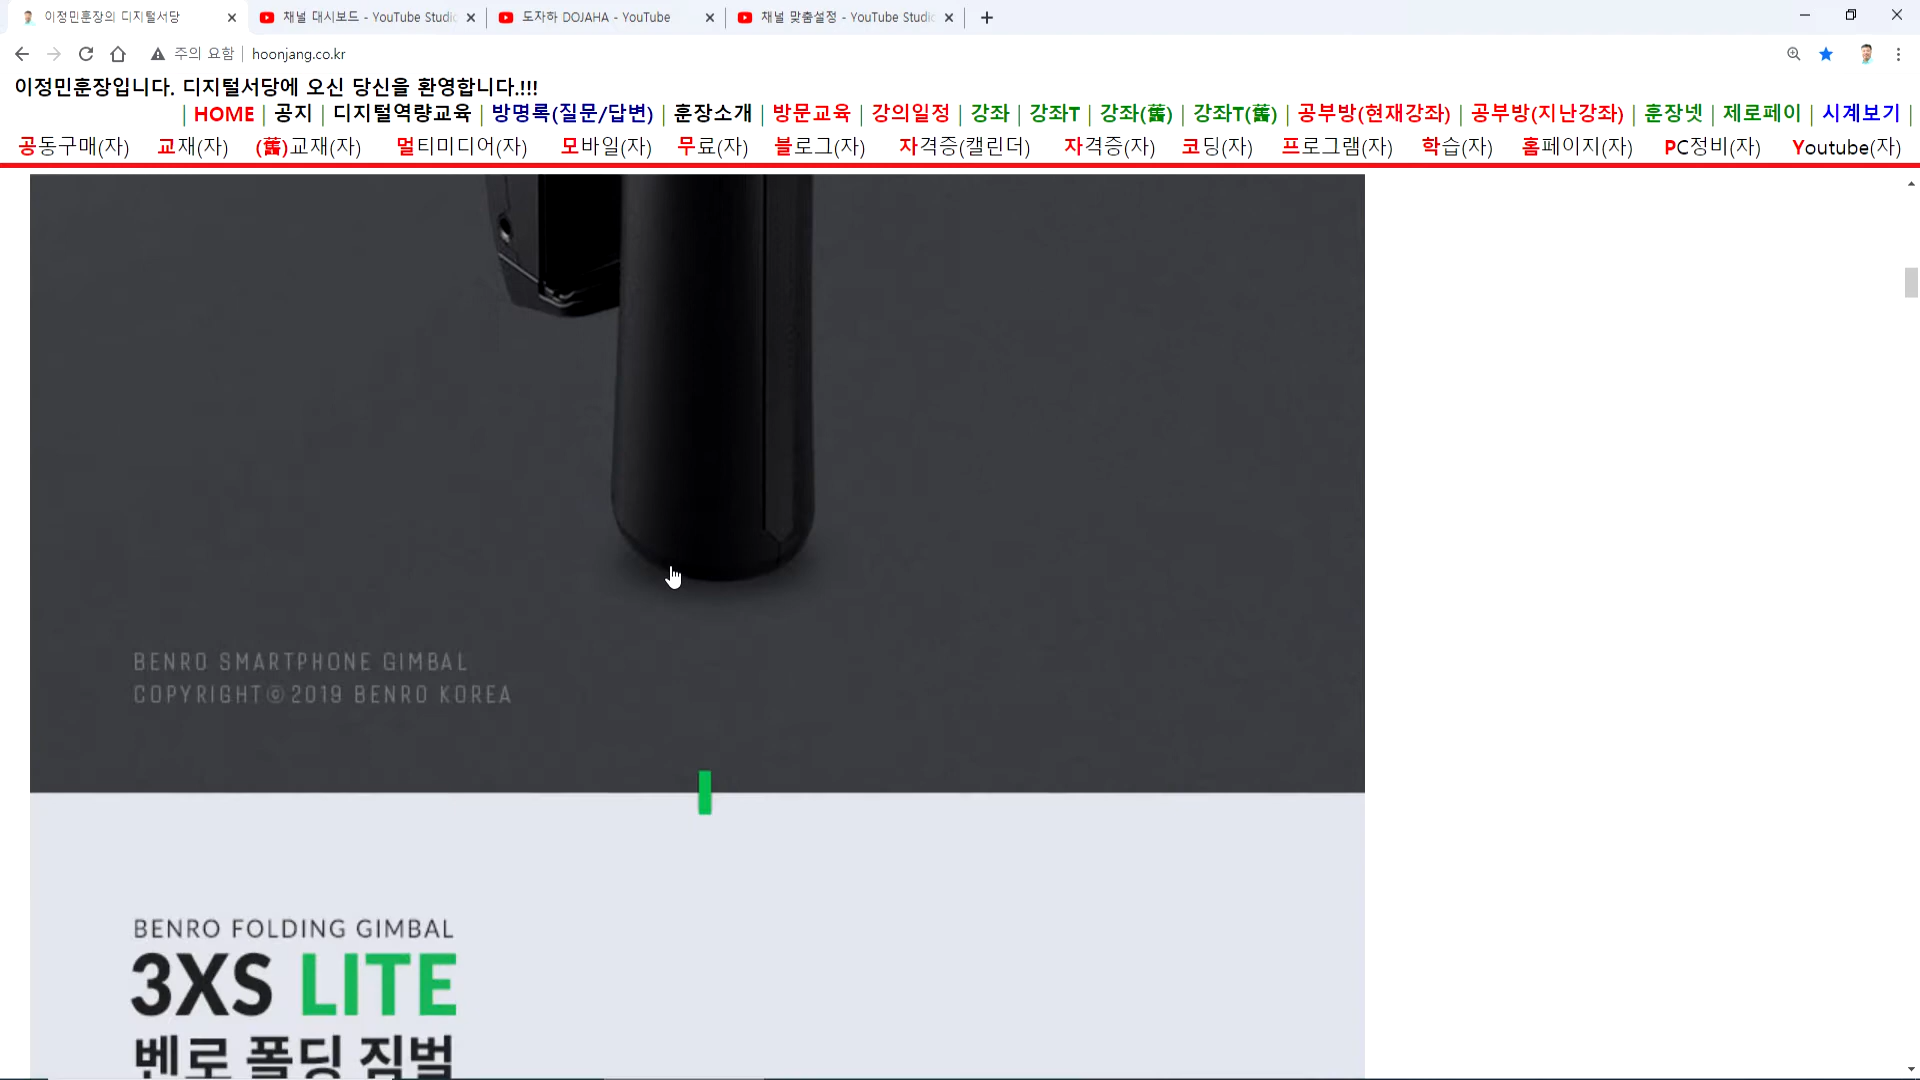 이정민훈장의 디지털서당
채널 대시보드 - YouTube Studio
도자하 DOJAHA - YouTube
채널 맞춤설정 - YouTube Studio
주의 요함 | hoonjang.co.kr
이정민훈장입니다. 디지털서당에 오신 당신을 환영합니다.!!!
| HOME | 공지 | 디지털역량교육 | 방명록(질문/답변) | 훈장소개 | 방문교육 | 강의일정 | 강좌 | 강좌T | 강좌(舊) | 강좌T(舊) | 공부방(현재강좌) | 공부방(지난강좌) | 훈장넷 | 제로페이 | 시계보기 |
공동구매(자) 교재(자) (舊)교재(자) 멀티미디어(자) 모바일(자) 무료(자) 블로그(자) 자격증(캘린더) 자격증(자) 코딩(자) 프로그램(자) 학습(자) 홈페이지(자) PC정비(자) Youtube(자)
BENRO SMARTPHONE GIMBAL
COPYRIGHTⓒ2019 BENRO KOREA
BENRO FOLDING GIMBAL
3XS LITE
벤로 폴딩 짐벌